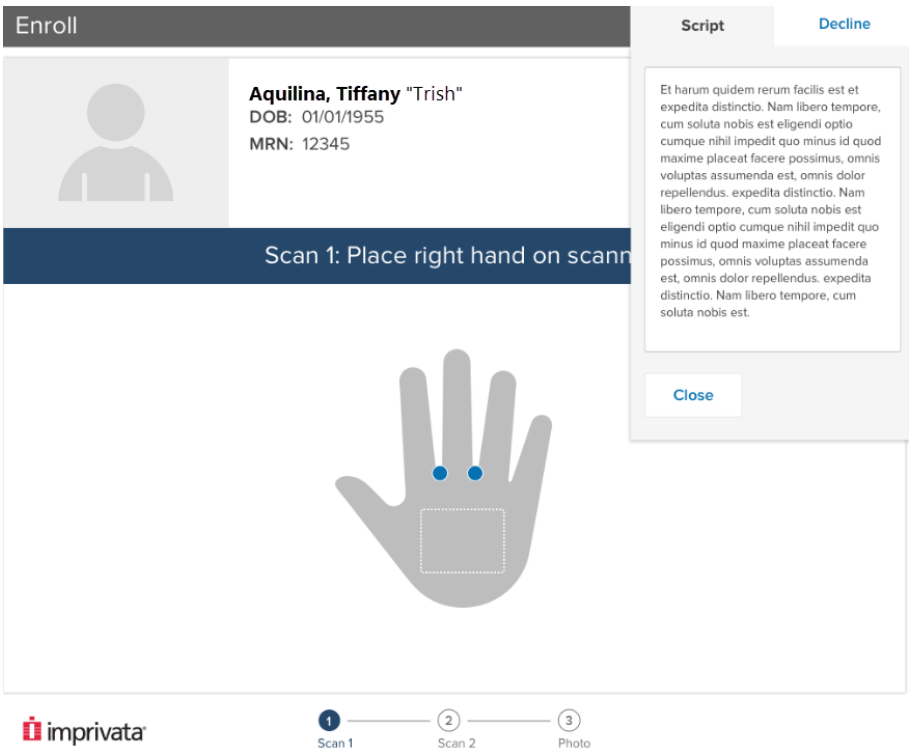 Enroll
Script
Decline
Aquilina, Tiffany "Trish"
DOB: 01/01/1955
MRN: 12345
Et harum quidem rerum facilis est et
expedita distinctio. Nam libero tempore,
cum soluta nobis est eligendi optio
cumque nihil impedit quo minus id quod
maxime placeat facere possimus, omnis
voluptas assumenda est, omnis dolor
repellendus. expedita distinctio. Nam
libero tempore, cum soluta nobis est
eligendi optio cumque nihil impedit quo
minus id quod maxime placeat facere
possimus, omnis voluptas assumenda
est, omnis dolor repellendus. expedita
distinctio. Nam libero tempore, cum
soluta nobis est.
Close
Scan 1: Place right hand on scann
imprivata
1
2
3
Scan 1
Scan 2
Photo